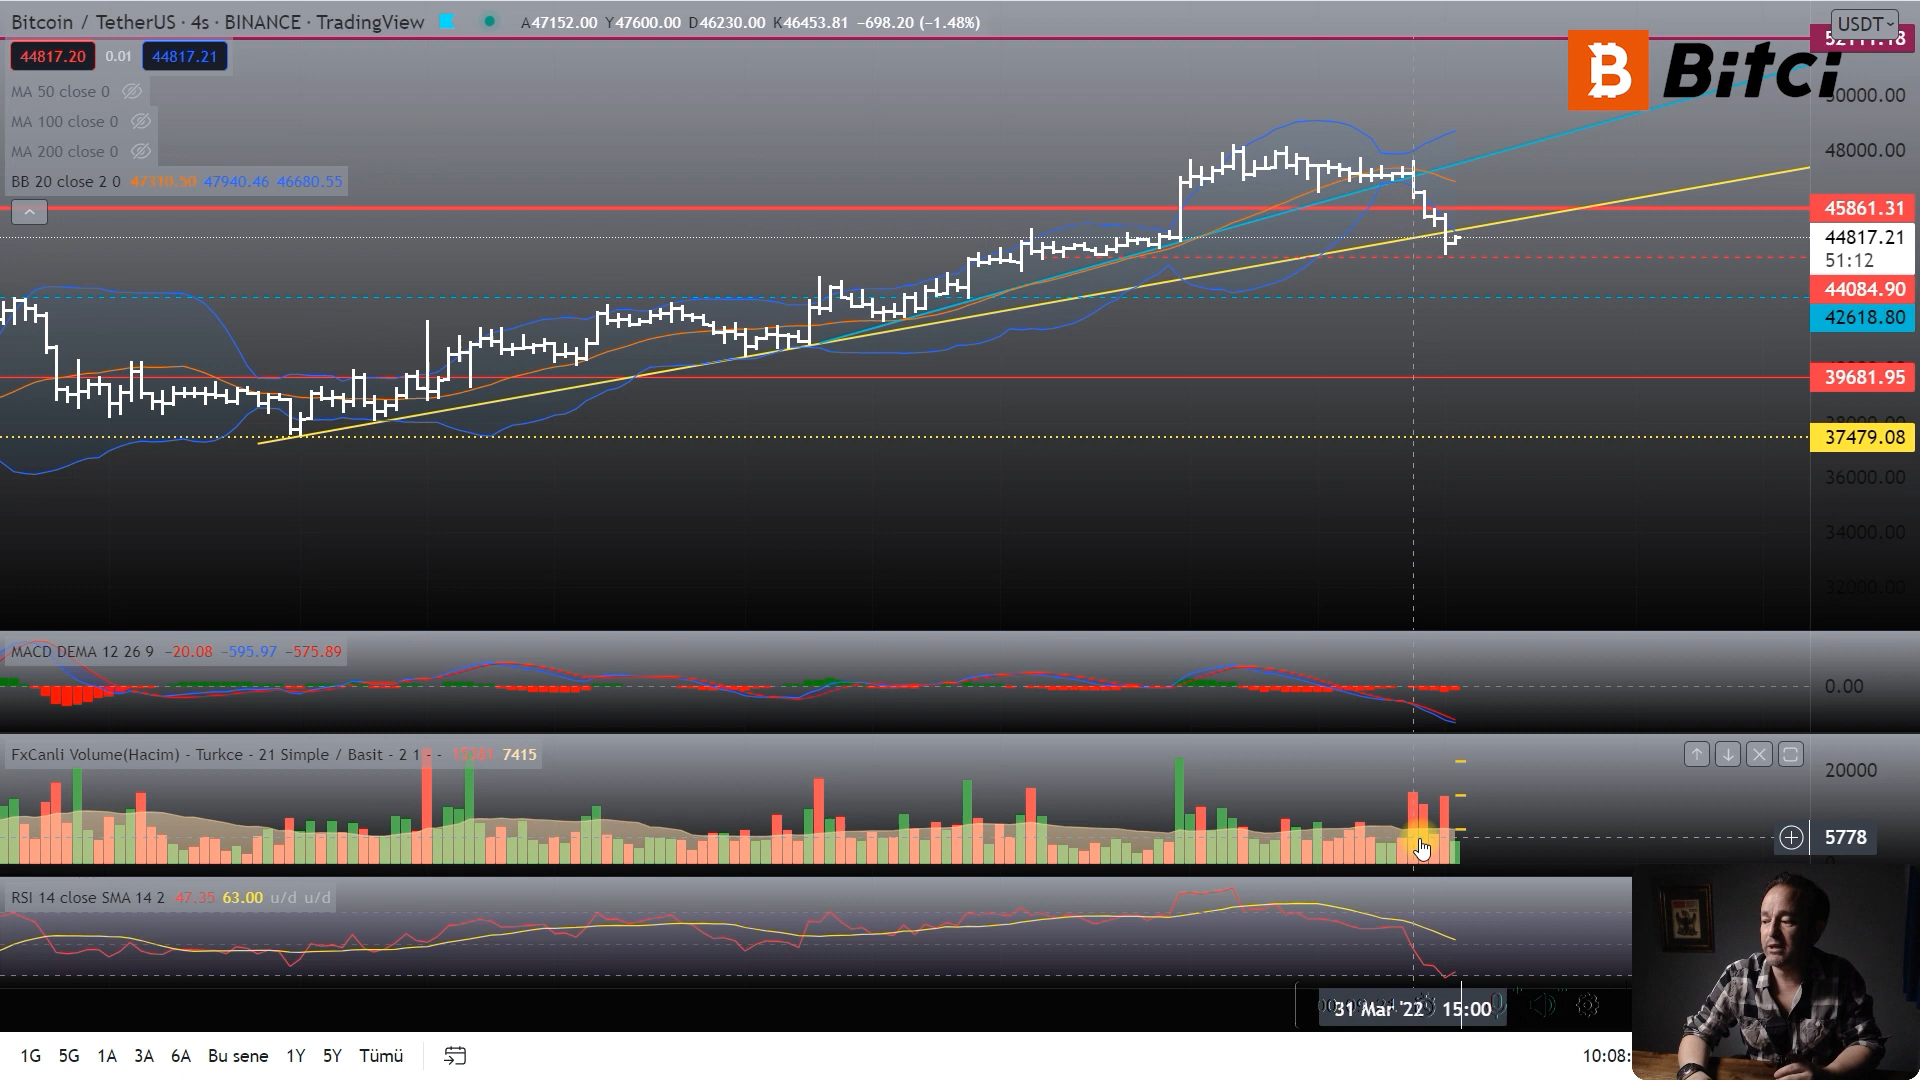 Bitcoin / TetherUS · 4s · BINANCE · TradingView A47152.00 Y47600.00 D46230.00 K46453.81 −698.20 (−1.48%)
USDT
52111.18
44817.20 0.01 44817.21
Bitci
MA 50 close 0
50000.00
MA 100 close 0
MA 200 close 0
48000.00
BB 20 close 2 0 47310.50 47940.46 46680.55
45861.31
44817.21
51:12
44084.90
42618.80
39681.95
38000.00
37479.08
36000.00
34000.00
32000.00
MACD DEMA 12 26 9 −20.08 −595.97 −575.89
0.00
FxCanli Volume(Hacim) - Turkce - 21 Simple / Basit - 2 1 - - 7415
20000
5778
RSI 14 close SMA 14 2 47.35 63.00 u/d u/d
31 Mar '22 15:00
1G 5G 1A 3A 6A Bu sene 1Y 5Y Tümü
10:08: